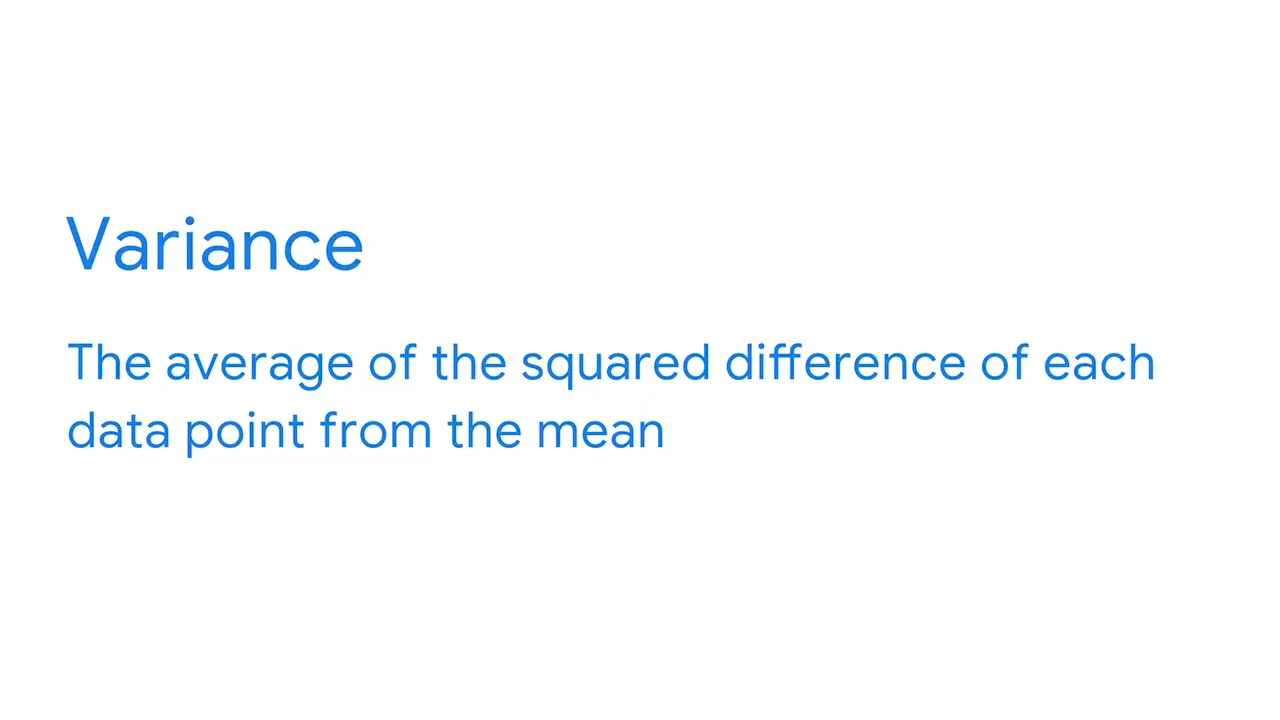 Variance
The average of the squared difference of each
data point from the mean